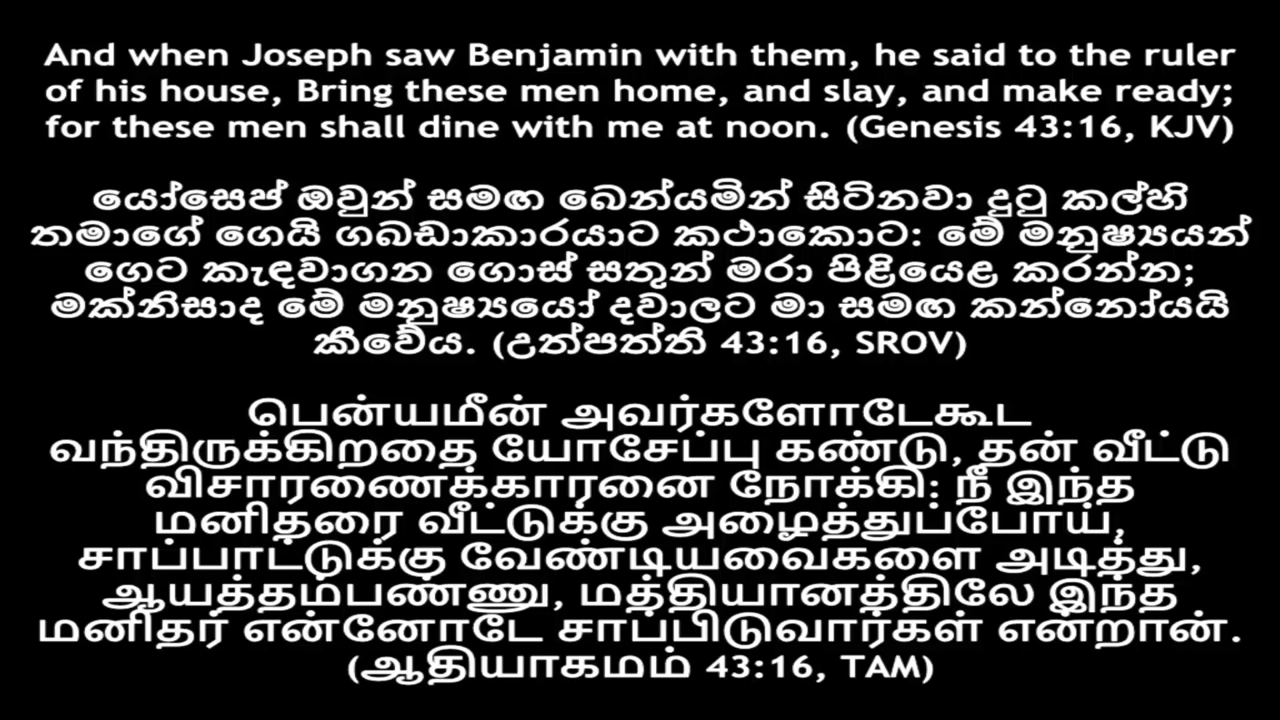 And when Joseph saw Benjamin with them, he said to the ruler
of his house, Bring these men home, and slay, and make ready;
for these men shall dine with me at noon. (Genesis 43:16, KJV)
යෝසෙප් ඔවුන් සමඟ බෙන්යමින් සිටිනවා දුටු කල්හි
තමාගේ ගෙයි ගබඩාකාරයාට කථාකොට: මේ මනුෂ්‍යයන්
ගෙට කැඳවාගන ගොස් සතුන් මරා පිළියෙළ කරන්න;
මක්නිසාද මේ මනුෂ්‍යයෝ දවාලට මා සමඟ කන්නෝයයි
කීවේය. (උත්පත්ති 43:16, SROV)
பென்யமீன் அவர்களோடேகூட
வந்திருக்கிறதை யோசேப்பு கண்டு, தன் வீட்டு
விசாரணைக்காரனை நோக்கி: நீ இந்த
மனிதரை வீட்டுக்கு அழைத்துப்போய்,
சாப்பாட்டுக்கு வேண்டியவைகளை அடித்து,
ஆயத்தம்பண்ணு, மத்தியானத்திலே இந்த
மனிதர் என்னோடே சாப்பிடுவார்கள் என்றான்.
(ஆதியாகமம் 43:16, TAM)